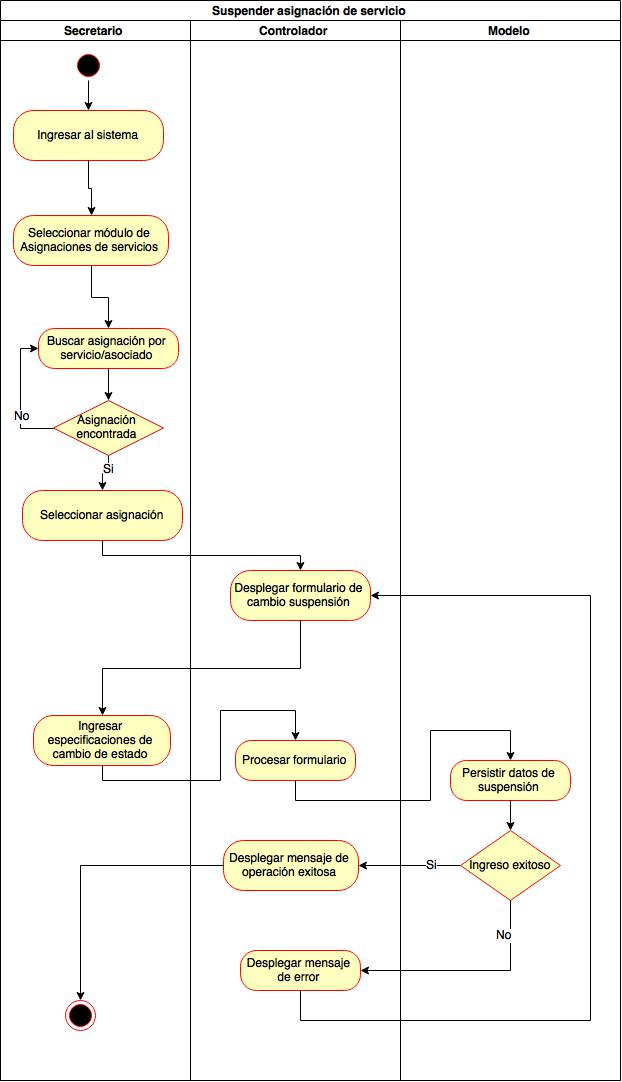 Suspender asignación de servicio
Secretario
Controlador
Modelo
Ingresar al sistema
Seleccionar módulo de
Asignaciones de servicios
Buscar asignación por
servicio/asociado
No
Asignación
encontrada
Si
Seleccionar asignación
Desplegar formulario de
cambio suspensión
Ingresar
especificaciones de
cambio de estado
Procesar formulario
Persistir datos de
suspensión
Desplegar mensaje de
operación exitosa
Si
Ingreso exitoso
No
Desplegar mensaje
de error